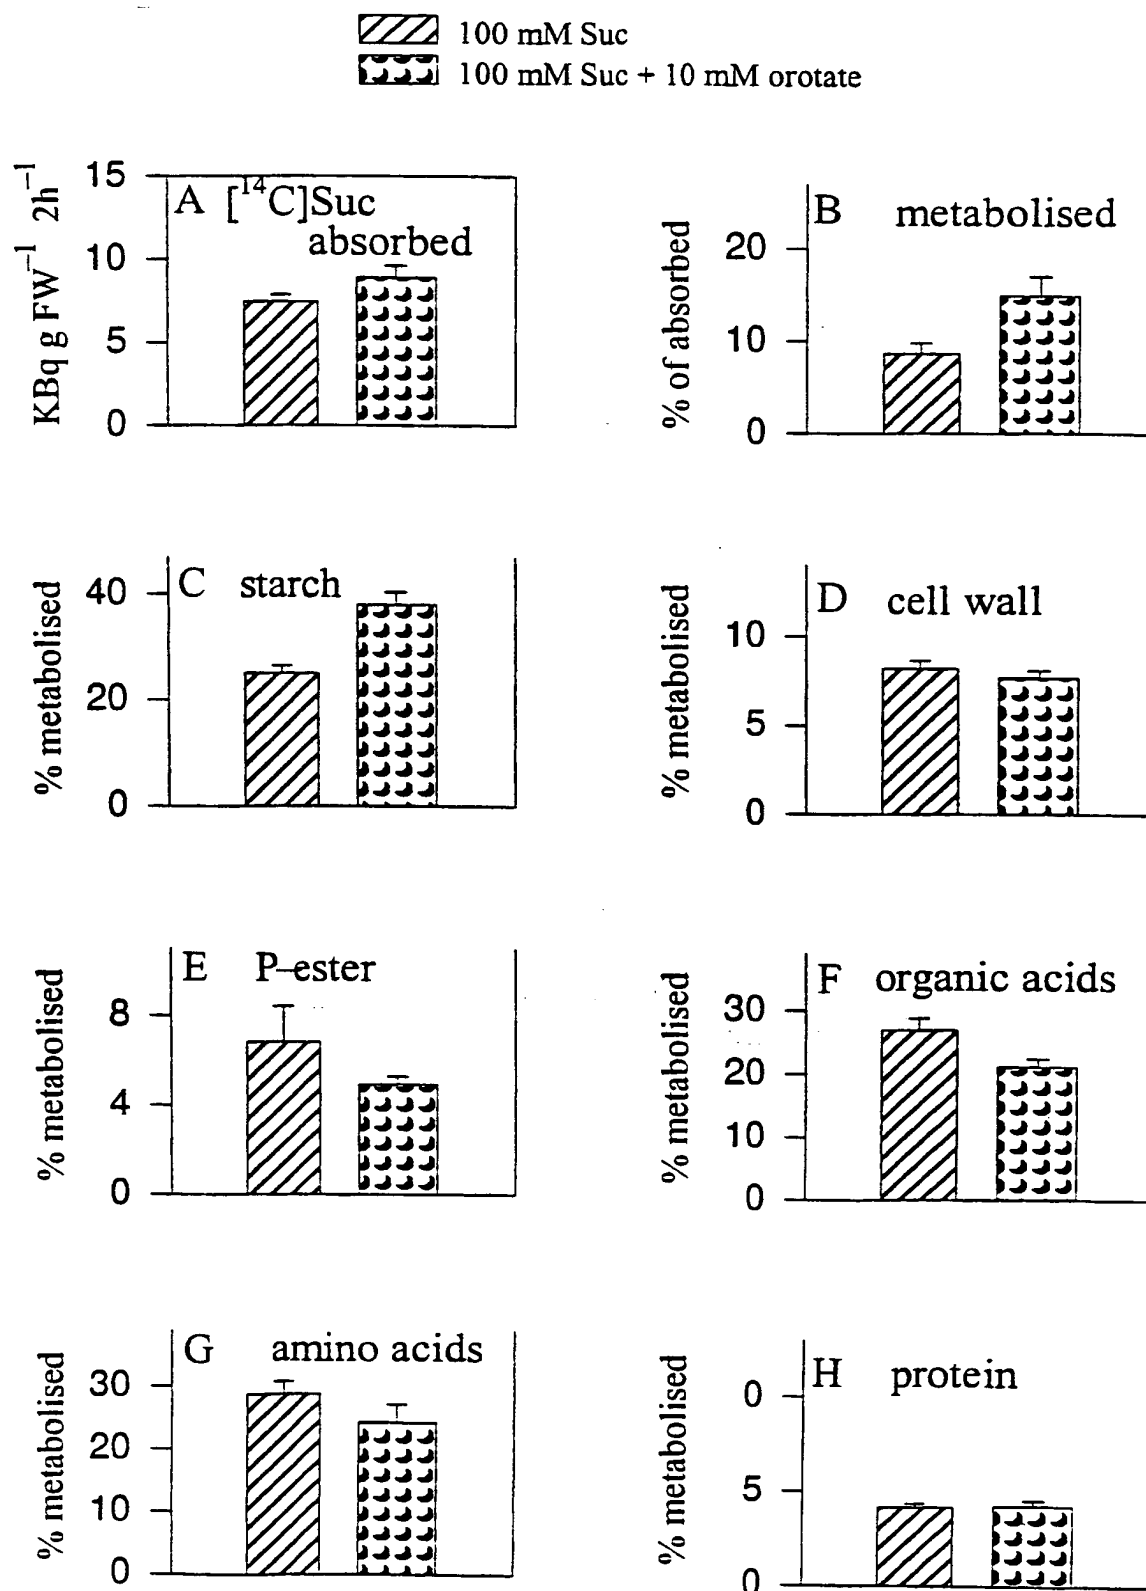 100 mM Suc
100 mM Suc + 10 mM orotate
KBq g FW⁻¹ 2h⁻¹
15
10
5
0
A [¹⁴C]Suc
absorbed
% of absorbed
20
10
0
B metabolised
% metabolised
40
20
0
C starch
% metabolised
10
5
0
D cell wall
% metabolised
8
4
0
E P–ester
% metabolised
30
20
10
0
F organic acids
% metabolised
30
20
10
0
G amino acids
% metabolised
0
5
0
H protein